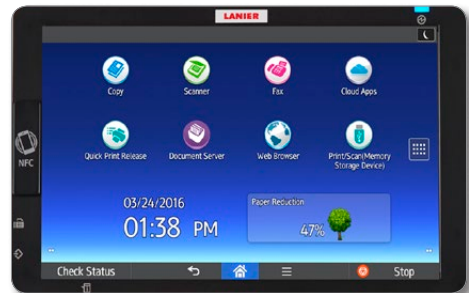 LANIER
Copy
Scanner
Fax
Cloud Apps
Quick Print Release
Document Server
Web Browser
Print/Scan(Memory
Storage Device)
NFC
03/24/2016
01:38 PM
Paper Reduction
47%
Check Status
Stop